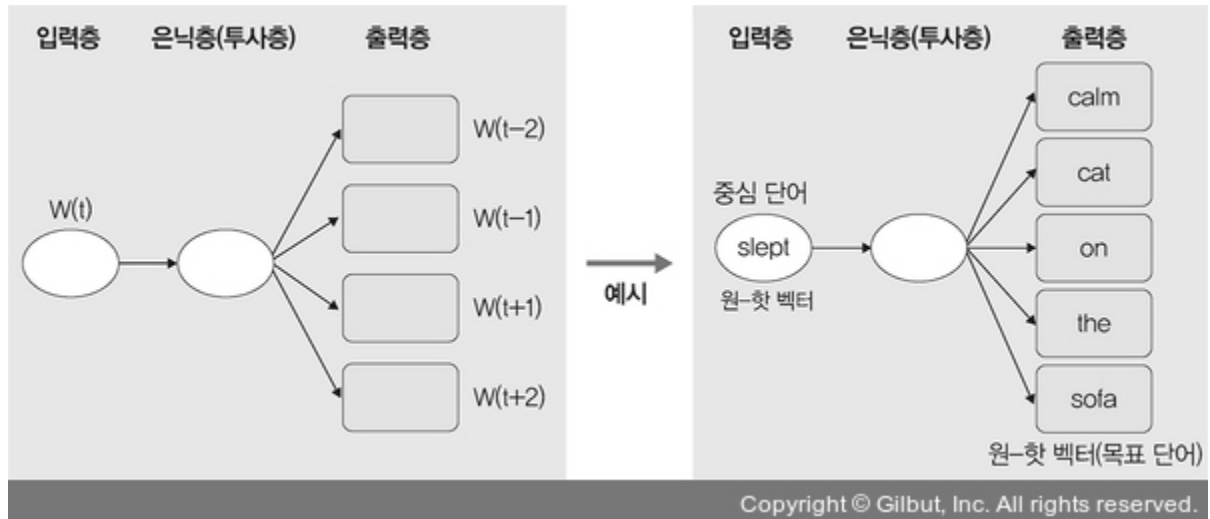 입력층 은닉층(투사층) 출력층
W(t)
W(t−2)
W(t−1)
W(t+1)
W(t+2)
예시
입력층 은닉층(투사층) 출력층
중심 단어
slept
원−핫 벡터
calm
cat
on
the
sofa
원−핫 벡터(목표 단어)
Copyright © Gilbut, Inc. All rights reserved.